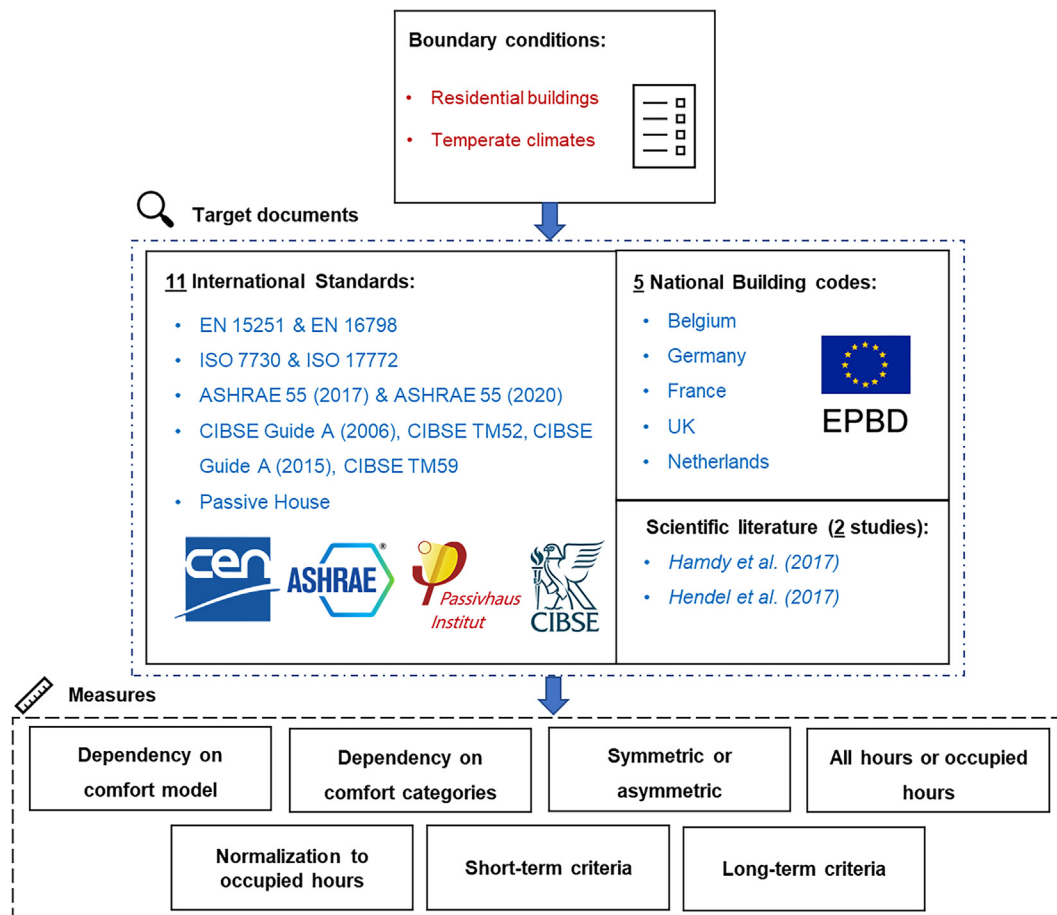 Boundary conditions:
• Residential buildings
• Temperate climates
Target documents
11 International Standards:
• EN 15251 & EN 16798
• ISO 7730 & ISO 17772
• ASHRAE 55 (2017) & ASHRAE 55 (2020)
• CIBSE Guide A (2006), CIBSE TM52, CIBSE
Guide A (2015), CIBSE TM59
• Passive House
cen
ASHRAE®
Passivhaus
Institut
CIBSE
5 National Building codes:
• Belgium
• Germany
• France
• UK
• Netherlands
EPBD
Scientific literature (2 studies):
• Hamdy et al. (2017)
• Hendel et al. (2017)
Measures
Dependency on
comfort model
Dependency on
comfort categories
Symmetric or
asymmetric
All hours or occupied
hours
Normalization to
occupied hours
Short-term criteria
Long-term criteria